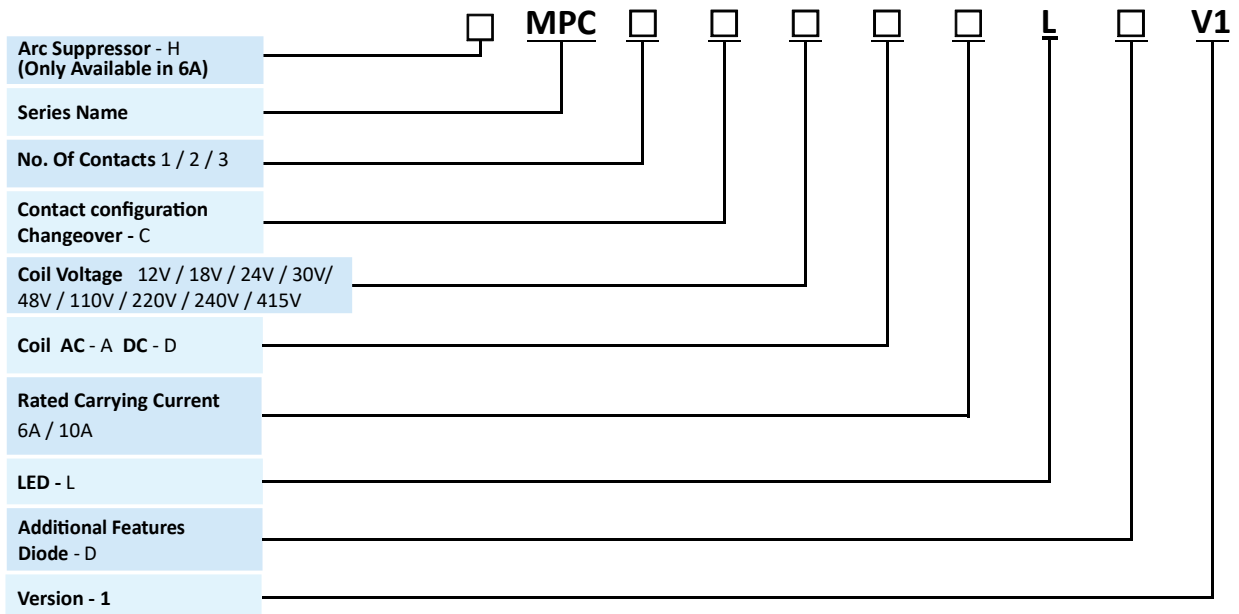 MPC L V1
Arc Suppressor - H
(Only Available in 6A)
Series Name
No. Of Contacts 1 / 2 / 3
Contact configuration
Changeover - C
Coil Voltage 12V / 18V / 24V / 30V/
48V / 110V / 220V / 240V / 415V
Coil AC - A DC - D
Rated Carrying Current
6A / 10A
LED - L
Additional Features
Diode - D
Version - 1